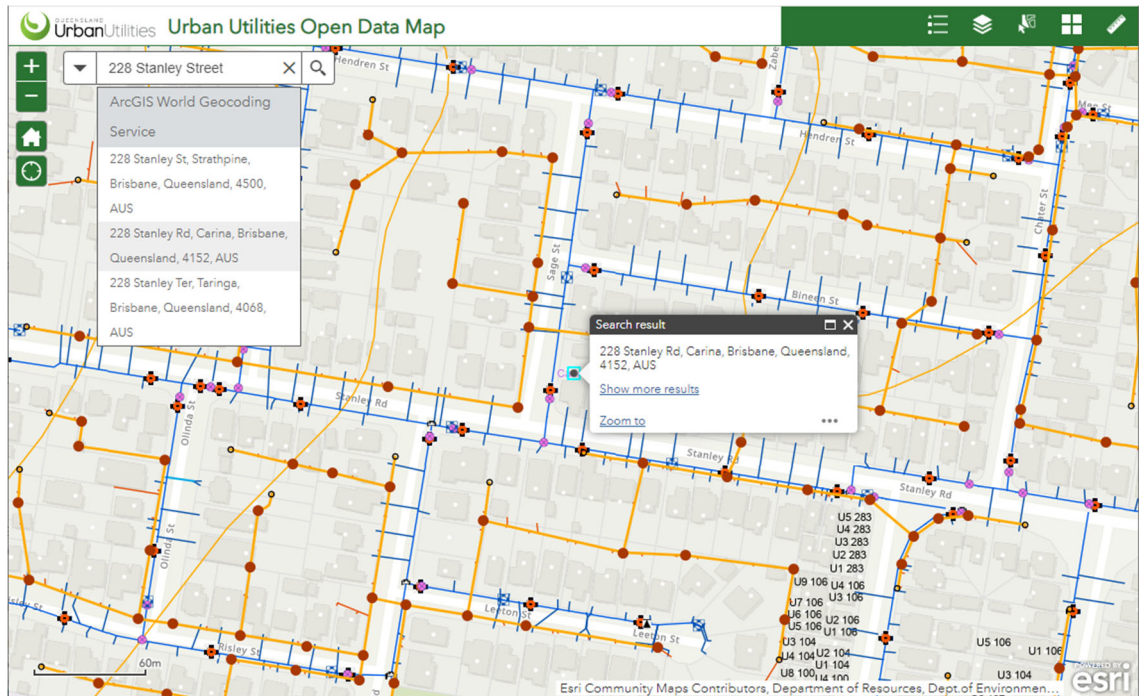 QUEENSLAND
UrbanUtilities
Urban Utilities Open Data Map
228 Stanley Street
ArcGIS World Geocoding
Service
228 Stanley St, Strathpine,
Brisbane, Queensland, 4500,
AUS
228 Stanley Rd, Carina, Brisbane,
Queensland, 4152, AUS
228 Stanley Ter, Taringa,
Brisbane, Queensland, 4068,
AUS
Hendren St
Hendren St
Chater St
Sage St
Bineen St
Search result
228 Stanley Rd, Carina, Brisbane, Queensland,
4152, AUS
Show more results
Zoom to
Stanley Rd
Olinda St
Stanley Rd
Stanley Rd
Olinda St
U5 283
U4 283
U3 283
U2 283
U1 283
U9 106
U4 106
U3 106
U7 106
U6 106
U5 106
U2 106
U1 106
U3 104
U4 104
U2 104
U1 104
U8 100
U4 100
U5 106
U1 106
U3 104
Leeton St
Leeton St
Risley St
60m
POWERED BY
esri
Esri Community Maps Contributors, Department of Resources, Dept.of Environmen...